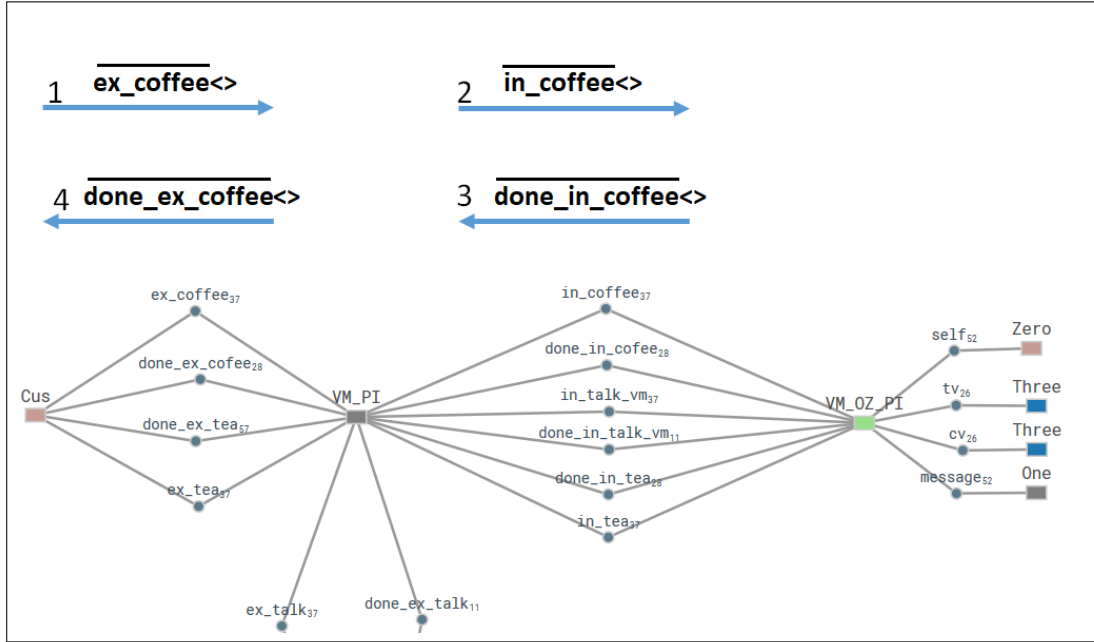 1 ex_coffee<>
2 in_coffee<>
4 done_ex_coffee<>
3 done_in_coffee<>
ex_coffee₃₇
in_coffee₃₇
self₅₂
Zero
done_ex_cofee₂₈
done_in_cofee₂₈
Cus
VM_PI
in_talk_vm₃₇
VM_OZ_PI
tv₂₆
Three
done_ex_tea₅₇
done_in_talk_vm₁₁
cv₂₆
Three
ex_tea₃₇
done_in_tea₂₈
message₅₂
One
in_tea₃₇
ex_talk₃₇
done_ex_talk₁₁